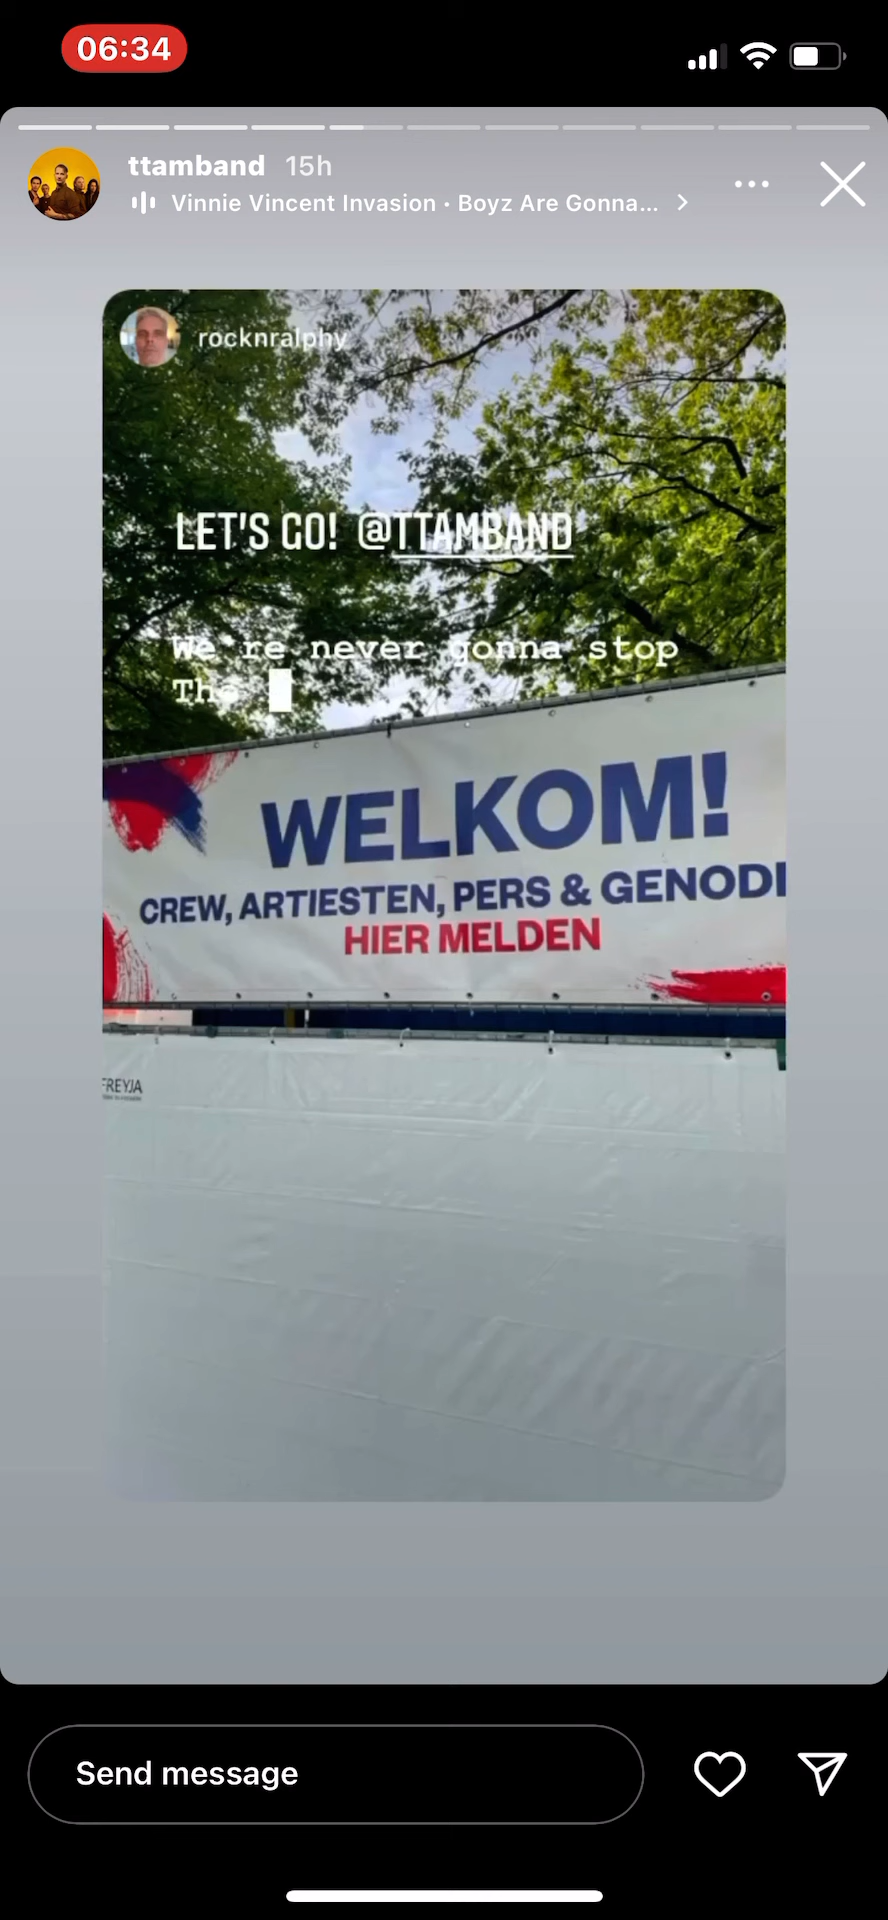 06:34
ttamband 15h
Vinnie Vincent Invasion • Boyz Are Gonna...
rocknralphy
LET'S GO! @TTAMBAND
We're never gonna stop
The
WELKOM!
CREW, ARTIESTEN, PERS & GENODI
HIER MELDEN
FREYJA
Send message